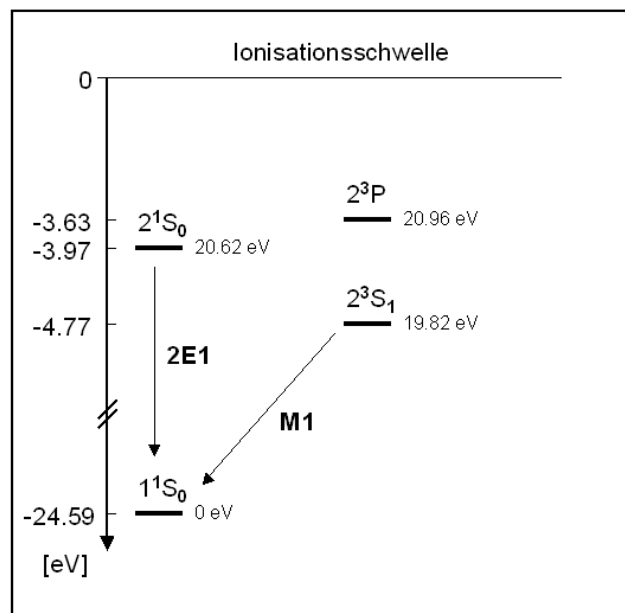 Ionisationsschwelle
0
2³P
-3.63 2¹S₀ 20.96 eV
-3.97 20.62 eV
2³S₁
-4.77 19.82 eV
2E1
M1
1¹S₀
-24.59 0 eV
[eV]